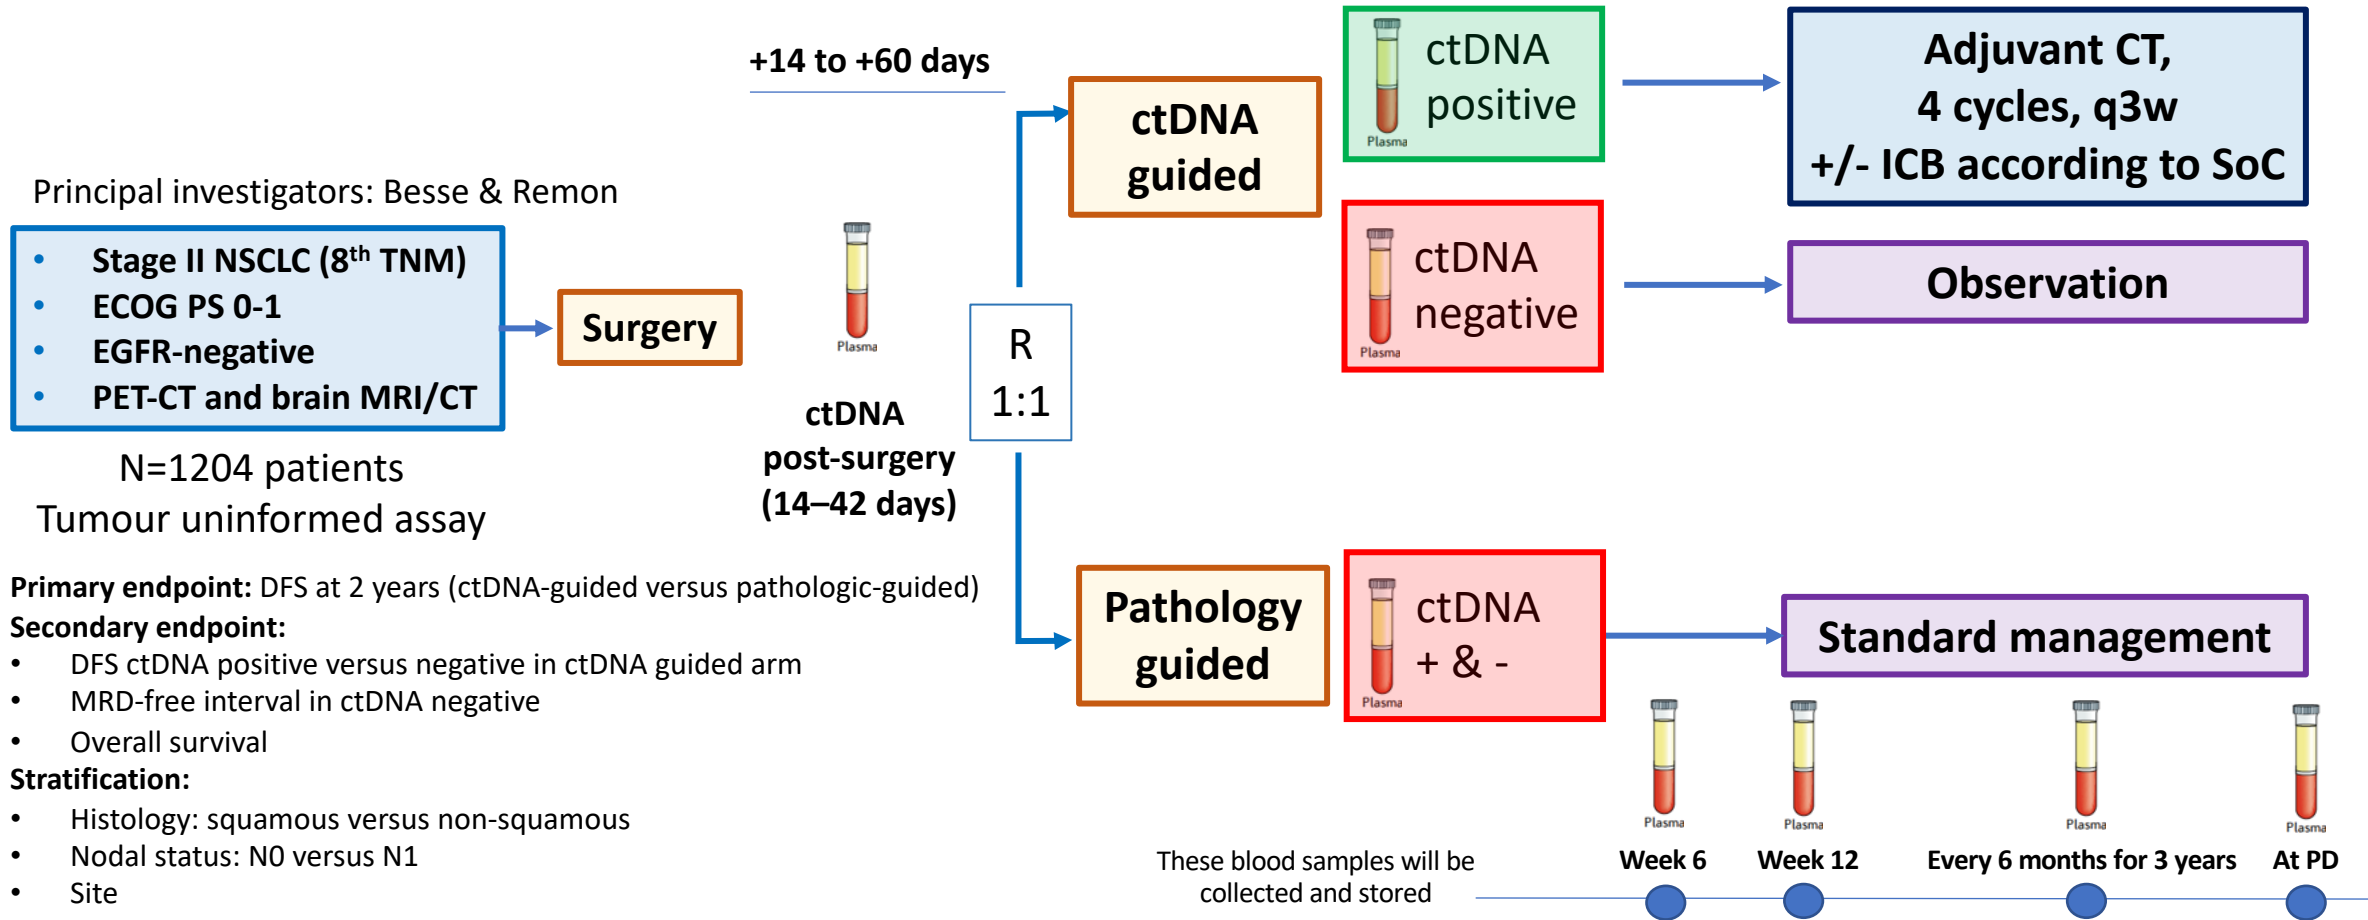 +14 to +60 days
Principal investigators: Besse & Remon
• Stage II NSCLC (8th TNM)
• ECOG PS 0-1
• EGFR-negative
• PET-CT and brain MRI/CT
N=1204 patients
Tumour uninformed assay
Surgery
Plasma
ctDNA
post-surgery
(14–42 days)
R
1:1
ctDNA
guided
ctDNA
positive
Plasma
Adjuvant CT,
4 cycles, q3w
+/- ICB according to SoC
ctDNA
negative
Plasma
Observation
Pathology
guided
ctDNA
+ & -
Plasma
Standard management
Primary endpoint: DFS at 2 years (ctDNA-guided versus pathologic-guided)
Secondary endpoint:
• DFS ctDNA positive versus negative in ctDNA guided arm
• MRD-free interval in ctDNA negative
• Overall survival
Stratification:
• Histology: squamous versus non-squamous
• Nodal status: N0 versus N1
• Site
These blood samples will be
collected and stored
Plasma
Week 6
Plasma
Week 12
Plasma
Every 6 months for 3 years
Plasma
At PD